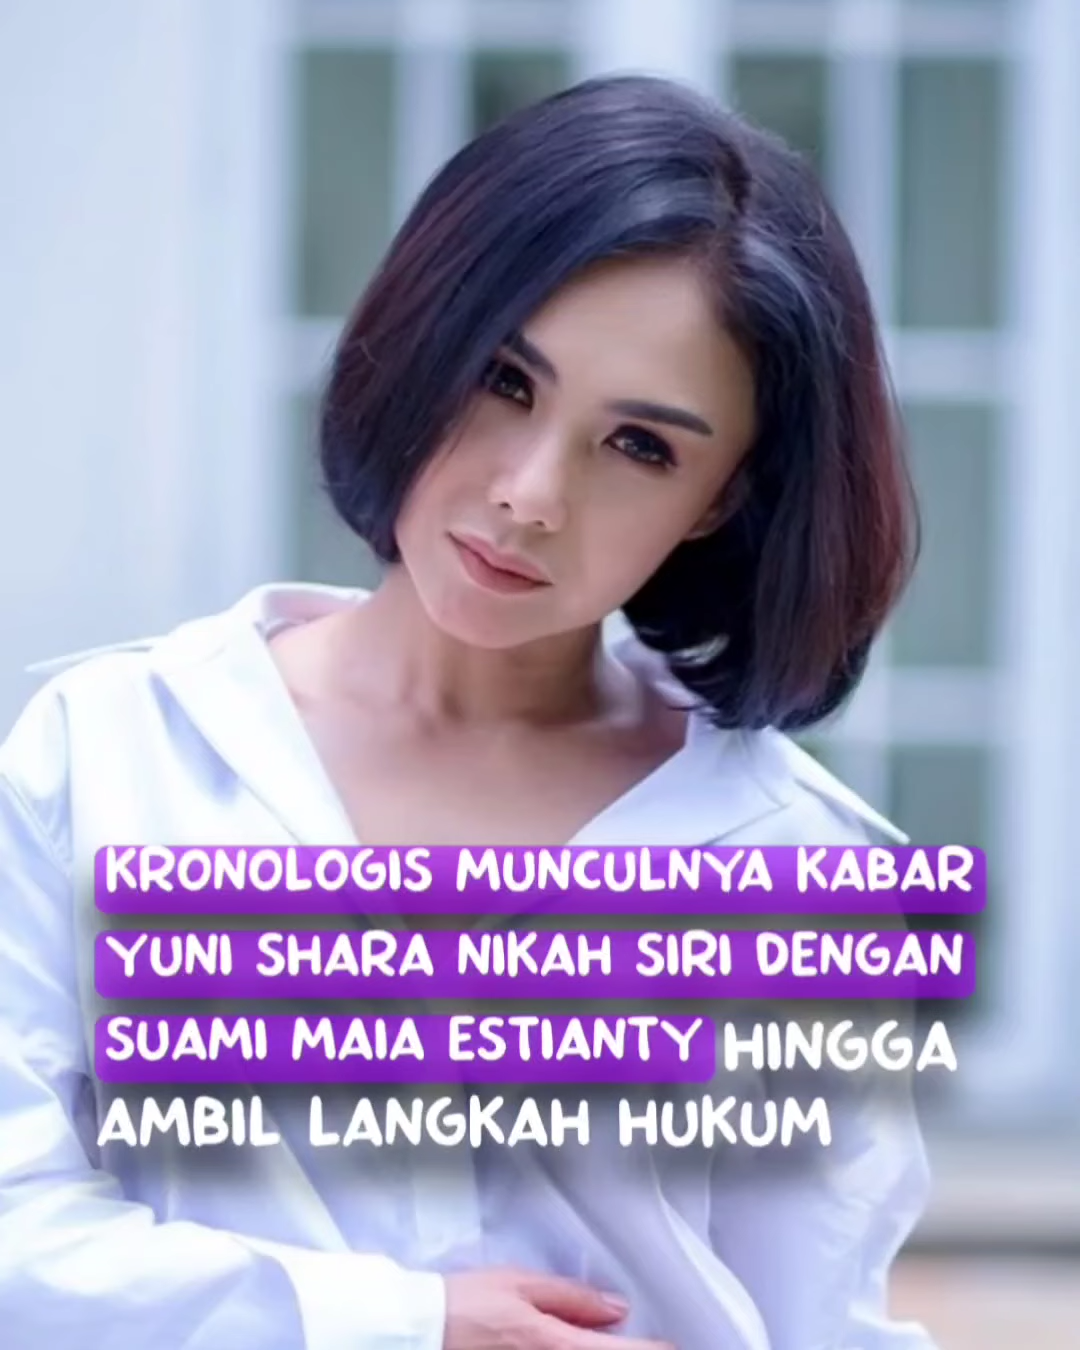 KRONOLOGIS MUNCULNYA KABAR
YUNI SHARA NIKAH SIRI DENGAN
SUAMI MAIA ESTIANTY HINGGA
AMBIL LANGKAH HUKUM